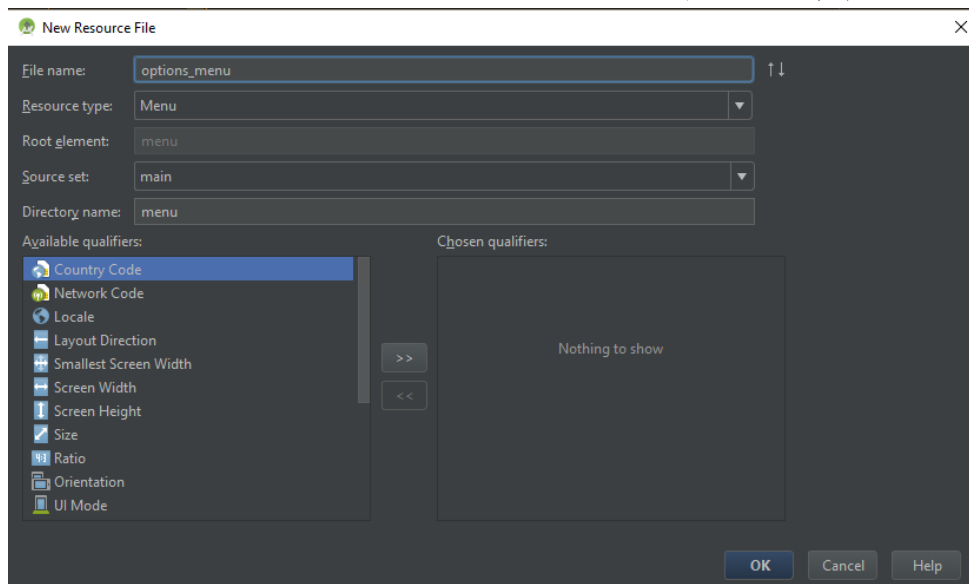 New Resource File
File name: options_menu
Resource type: Menu
Root element: menu
Source set: main
Directory name: menu
Available qualifiers: Chosen qualifiers:
Country Code
Network Code
Locale
Layout Direction
Smallest Screen Width
Screen Width
Screen Height
Size
Ratio
Orientation
UI Mode
Nothing to show
>>
<<
OK Cancel Help